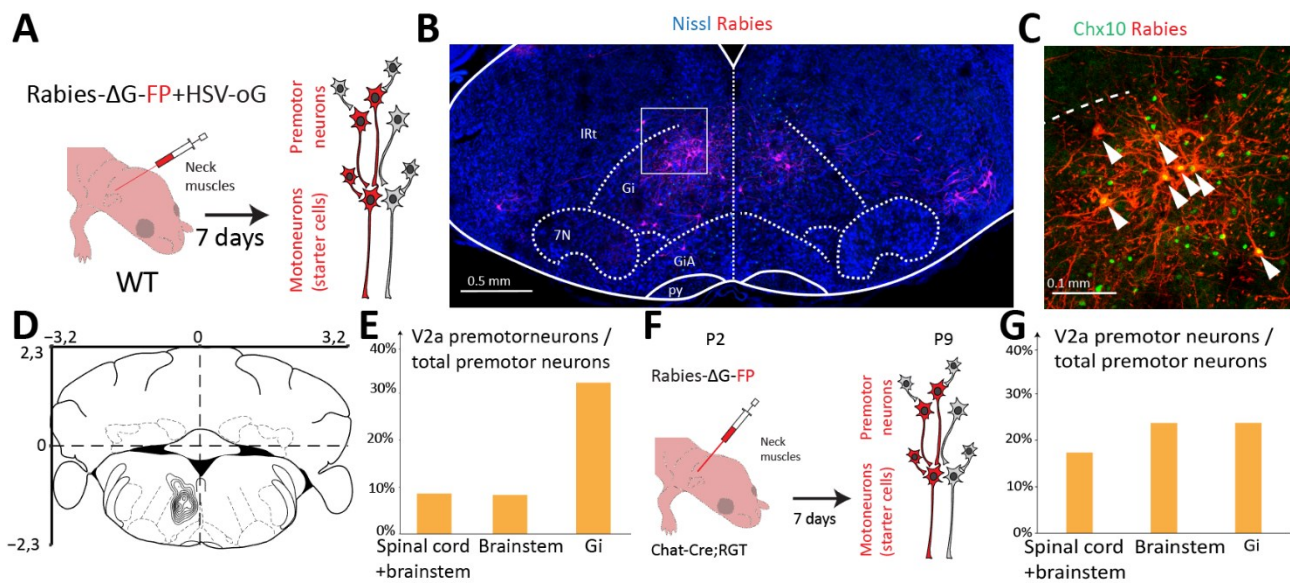 A
Rabies-ΔG-FP+HSV-oG
Neck
muscles
7 days
WT
Premotor
neurons
Motoneurons
(starter cells)
B
Nissl Rabies
IRt
Gi
7N
GiA
py
0.5 mm
C
Chx10 Rabies
0.1 mm
D
−3,2
0
3,2
2,3
0
−2,3
E
V2a premotorneurons /
total premotor neurons
40%
30%
20%
10%
0%
Spinal cord
+brainstem
Brainstem
Gi
F
P2
P9
Rabies-ΔG-FP
Neck
muscles
7 days
Chat-Cre;RGT
Premotor
neurons
Motoneurons
(starter cells)
G
V2a premotor neurons /
total premotor neurons
40%
30%
20%
10%
0%
Spinal cord
+brainstem
Brainstem
Gi